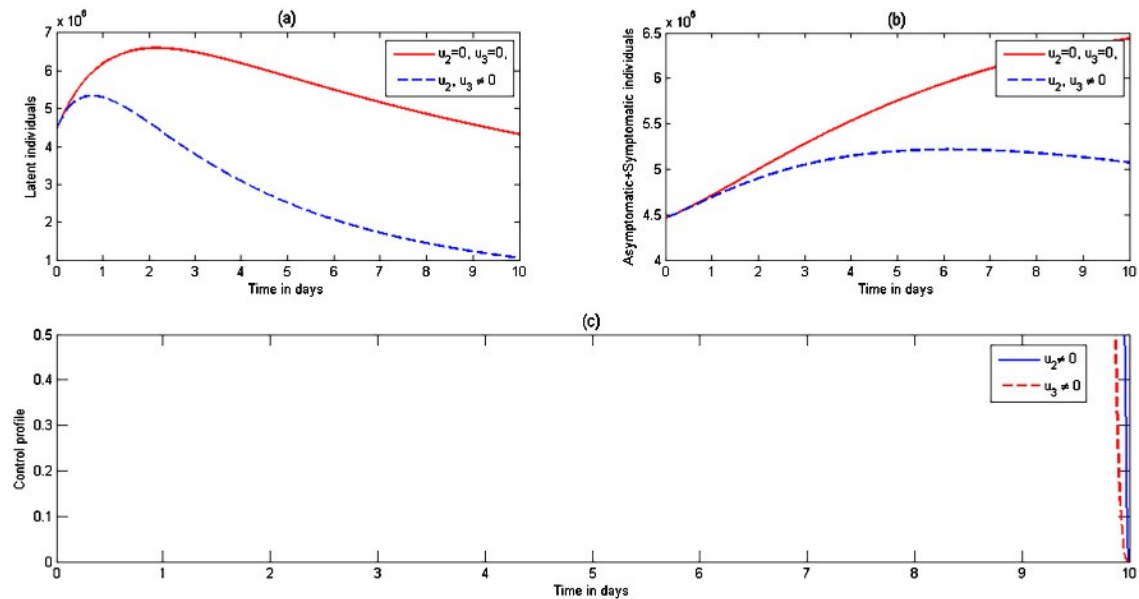 (a)
x 10⁶
7
6
5
4
3
2
1
Latent individuals
0 1 2 3 4 5 6 7 8 9 10
Time in days
u₂=0, u₃=0,
u₂, u₃ ≠ 0
(b)
x 10⁶
6.5
6
5.5
5
4.5
4
Asymptomatic+Symptomatic individuals
0 1 2 3 4 5 6 7 8 9 10
Time in days
u₂=0, u₃=0,
u₂, u₃ ≠ 0
(c)
0.5
0.4
0.3
0.2
0.1
0
Control profile
0 1 2 3 4 5 6 7 8 9 10
Time in days
u₂≠ 0
u₃ ≠ 0